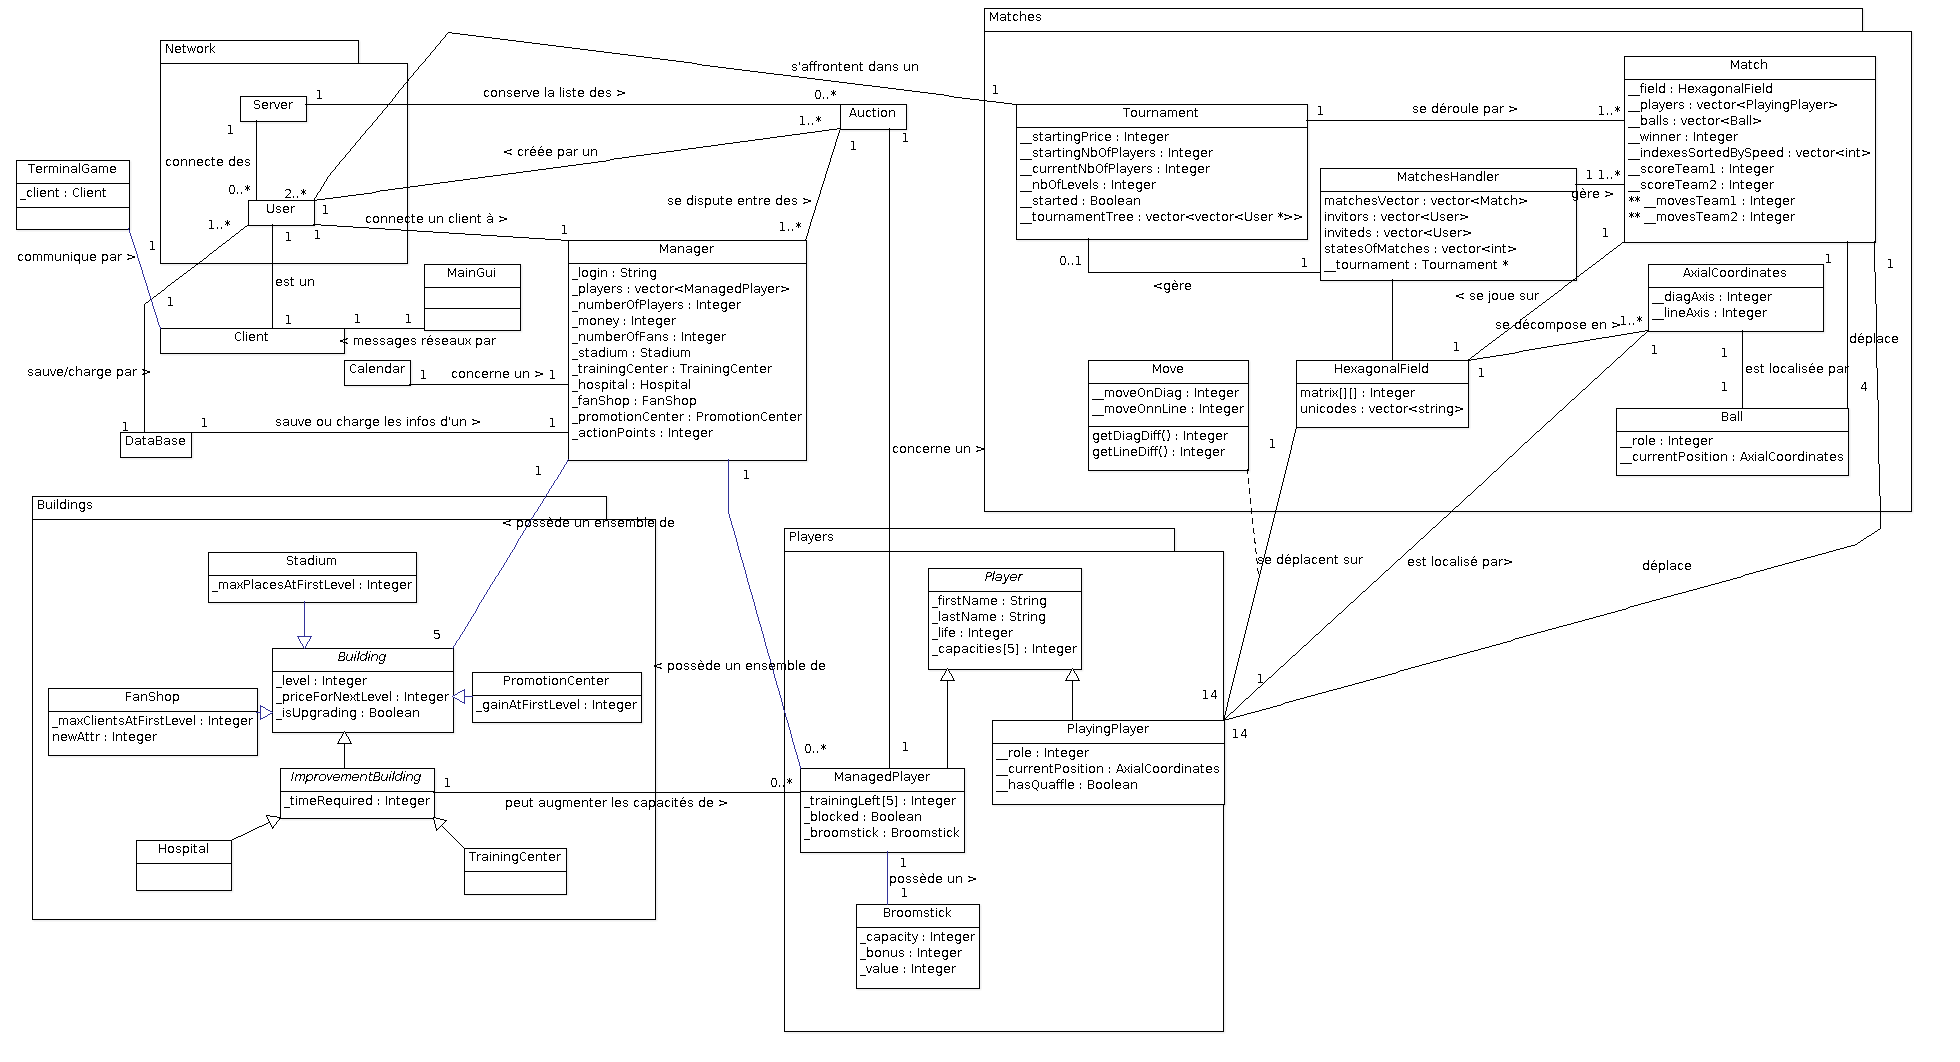 Matches
Network
s'affrontent dans un
Server
1
conserve la liste des >
0..*
Auction
1
connecte des
0..*
2..*
User
1
1..*
1
< créée par un
1..*
1
1
se dispute entre des >
1..*
connecte un client à >
1
1
TerminalGame
_client : Client
communique par >
1
1
est un
1
Client
MainGui
1
1
< messages réseaux par
Calendar
1
concerne un >
1
sauve/charge par >
1
DataBase
1
sauve ou charge les infos d'un >
1
Manager
_login : String
_players : vector<ManagedPlayer>
_numberOfPlayers : Integer
_money : Integer
_numberOfFans : Integer
_stadium : Stadium
_trainingCenter : TrainingCenter
_hospital : Hospital
_fanShop : FanShop
_promotionCenter : PromotionCenter
_actionPoints : Integer
1
1
concerne un >
1
Tournament
__startingPrice : Integer
__startingNbOfPlayers : Integer
__currentNbOfPlayers : Integer
__nbOfLevels : Integer
__started : Boolean
__tournamentTree : vector<vector<User *>>
1
se déroule par >
1..*
0..1
<gère
1
MatchesHandler
matchesVector : vector<Match>
invitors : vector<User>
inviteds : vector<User>
statesOfMatches : vector<int>
__tournament : Tournament *
1
1..*
gère >
Match
__field : HexagonalField
__players : vector<PlayingPlayer>
__balls : vector<Ball>
__winner : Integer
__indexesSortedBySpeed : vector<int>
__scoreTeam1 : Integer
__scoreTeam2 : Integer
** __movesTeam1 : Integer
** __movesTeam2 : Integer
1
1
1
< se joue sur
se décompose en >
1..*
1
1
AxialCoordinates
__diagAxis : Integer
__lineAxis : Integer
1
1
est localisée par
1
déplace
4
Ball
__role : Integer
__currentPosition : AxialCoordinates
HexagonalField
matrix[][] : Integer
unicodes : vector<string>
1
Move
__moveOnDiag : Integer
__moveOnnLine : Integer
getDiagDiff() : Integer
getLineDiff() : Integer
se déplacent sur
est localisé par>
déplace
1
14
14
Buildings
< possède un ensemble de
5
Stadium
_maxPlacesAtFirstLevel : Integer
Building
_level : Integer
_priceForNextLevel : Integer
_isUpgrading : Boolean
FanShop
_maxClientsAtFirstLevel : Integer
newAttr : Integer
PromotionCenter
_gainAtFirstLevel : Integer
ImprovementBuilding
_timeRequired : Integer
1
peut augmenter les capacités de >
0..*
Hospital
TrainingCenter
< possède un ensemble de
0..*
Players
Player
_firstName : String
_lastName : String
_life : Integer
_capacities[5] : Integer
PlayingPlayer
__role : Integer
__currentPosition : AxialCoordinates
__hasQuaffle : Boolean
1
ManagedPlayer
_trainingLeft[5] : Integer
_blocked : Boolean
_broomstick : Broomstick
1
possède un >
1
Broomstick
_capacity : Integer
_bonus : Integer
_value : Integer